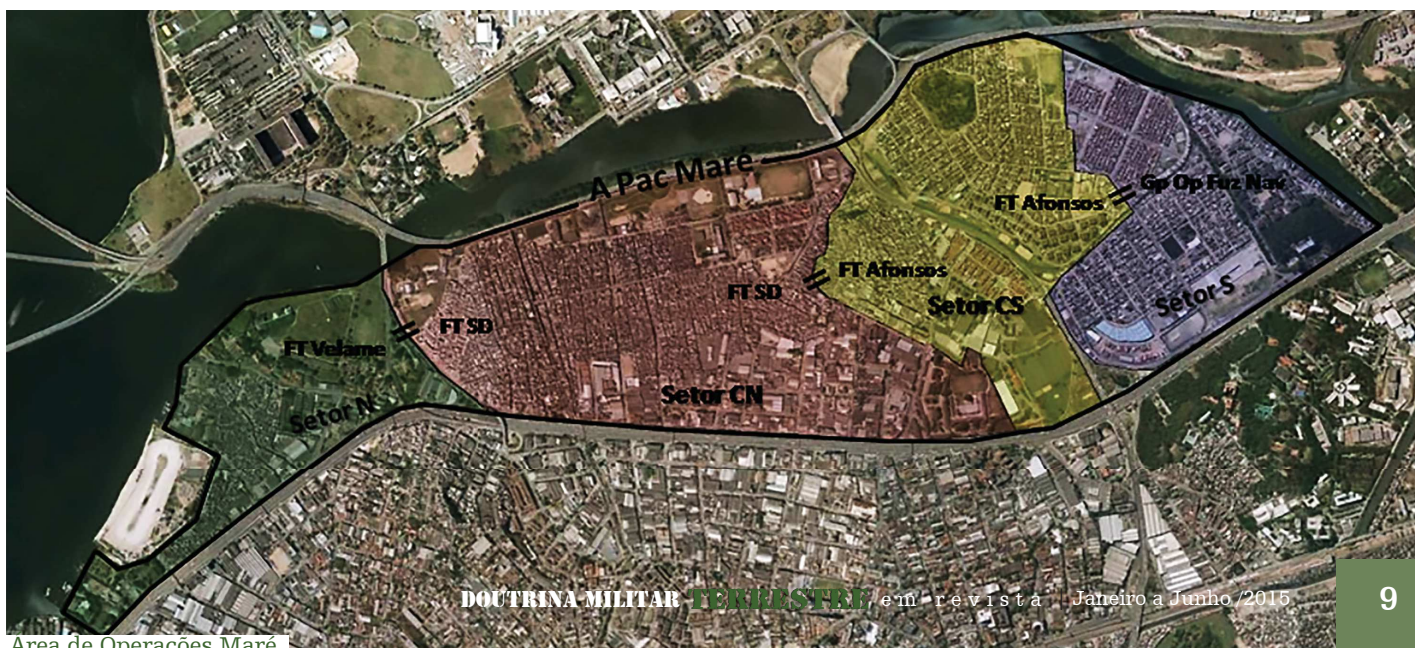 A Pac Maré
Gp Op Fuz Nav
FT Afonsos
FT Afonsos
FT SD
Setor CS
Setor S
FT SD
FT Velame
Setor CN
Setor N
DOUTRINA MILITAR TERRESTRE em revista Janeiro a Junho /2015 9
Área de Operações Maré